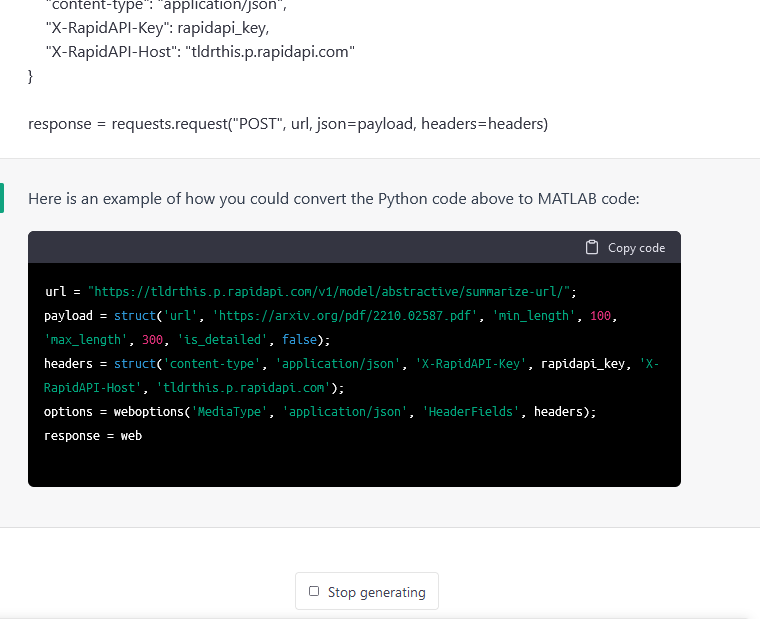 "content-type": "application/json",
"X-RapidAPI-Key": rapidapi_key,
"X-RapidAPI-Host": "tldrthis.p.rapidapi.com"
}
response = requests.request("POST", url, json=payload, headers=headers)
Here is an example of how you could convert the Python code above to MATLAB code:
Copy code
url = "https://tldrthis.p.rapidapi.com/v1/model/abstractive/summarize-url/";
payload = struct('url', 'https://arxiv.org/pdf/2210.02587.pdf', 'min_length', 100,
'max_length', 300, 'is_detailed', false);
headers = struct('content-type', 'application/json', 'X-RapidAPI-Key', rapidapi_key, 'X-
RapidAPI-Host', 'tldrthis.p.rapidapi.com');
options = weboptions('MediaType', 'application/json', 'HeaderFields', headers);
response = web
Stop generating